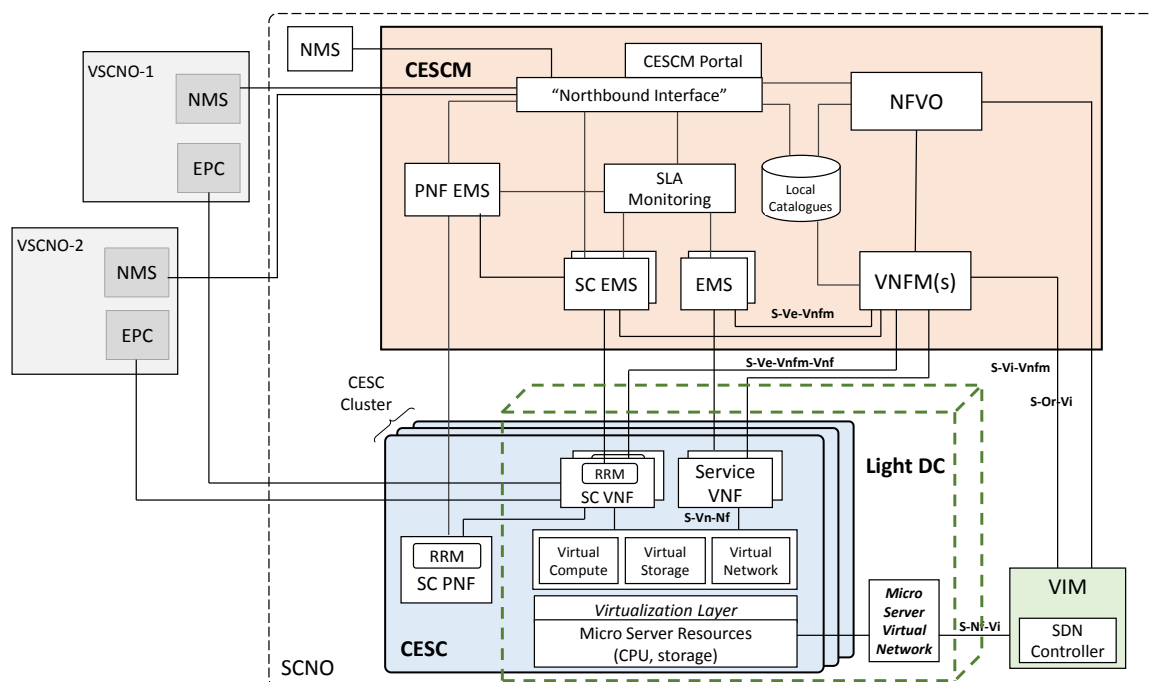 NMS
CESCM
CESCM Portal
"Northbound Interface"
NFVO
VSCNO-1
NMS
EPC
PNF EMS
SLA
Monitoring
Local
Catalogues
VSCNO-2
NMS
EPC
SC EMS
EMS
VNFM(s)
S-Ve-Vnfm
S-Ve-Vnfm-Vnf
S-Vi-Vnfm
S-Or-Vi
CESC
Cluster
Light DC
RRM
SC VNF
Service
VNF
S-Vn-Nf
RRM
SC PNF
Virtual
Compute
Virtual
Storage
Virtual
Network
Virtualization Layer
Micro Server Resources
(CPU, storage)
CESC
Micro
Server
Virtual
Network
S-Nf-Vi
VIM
SDN
Controller
SCNO